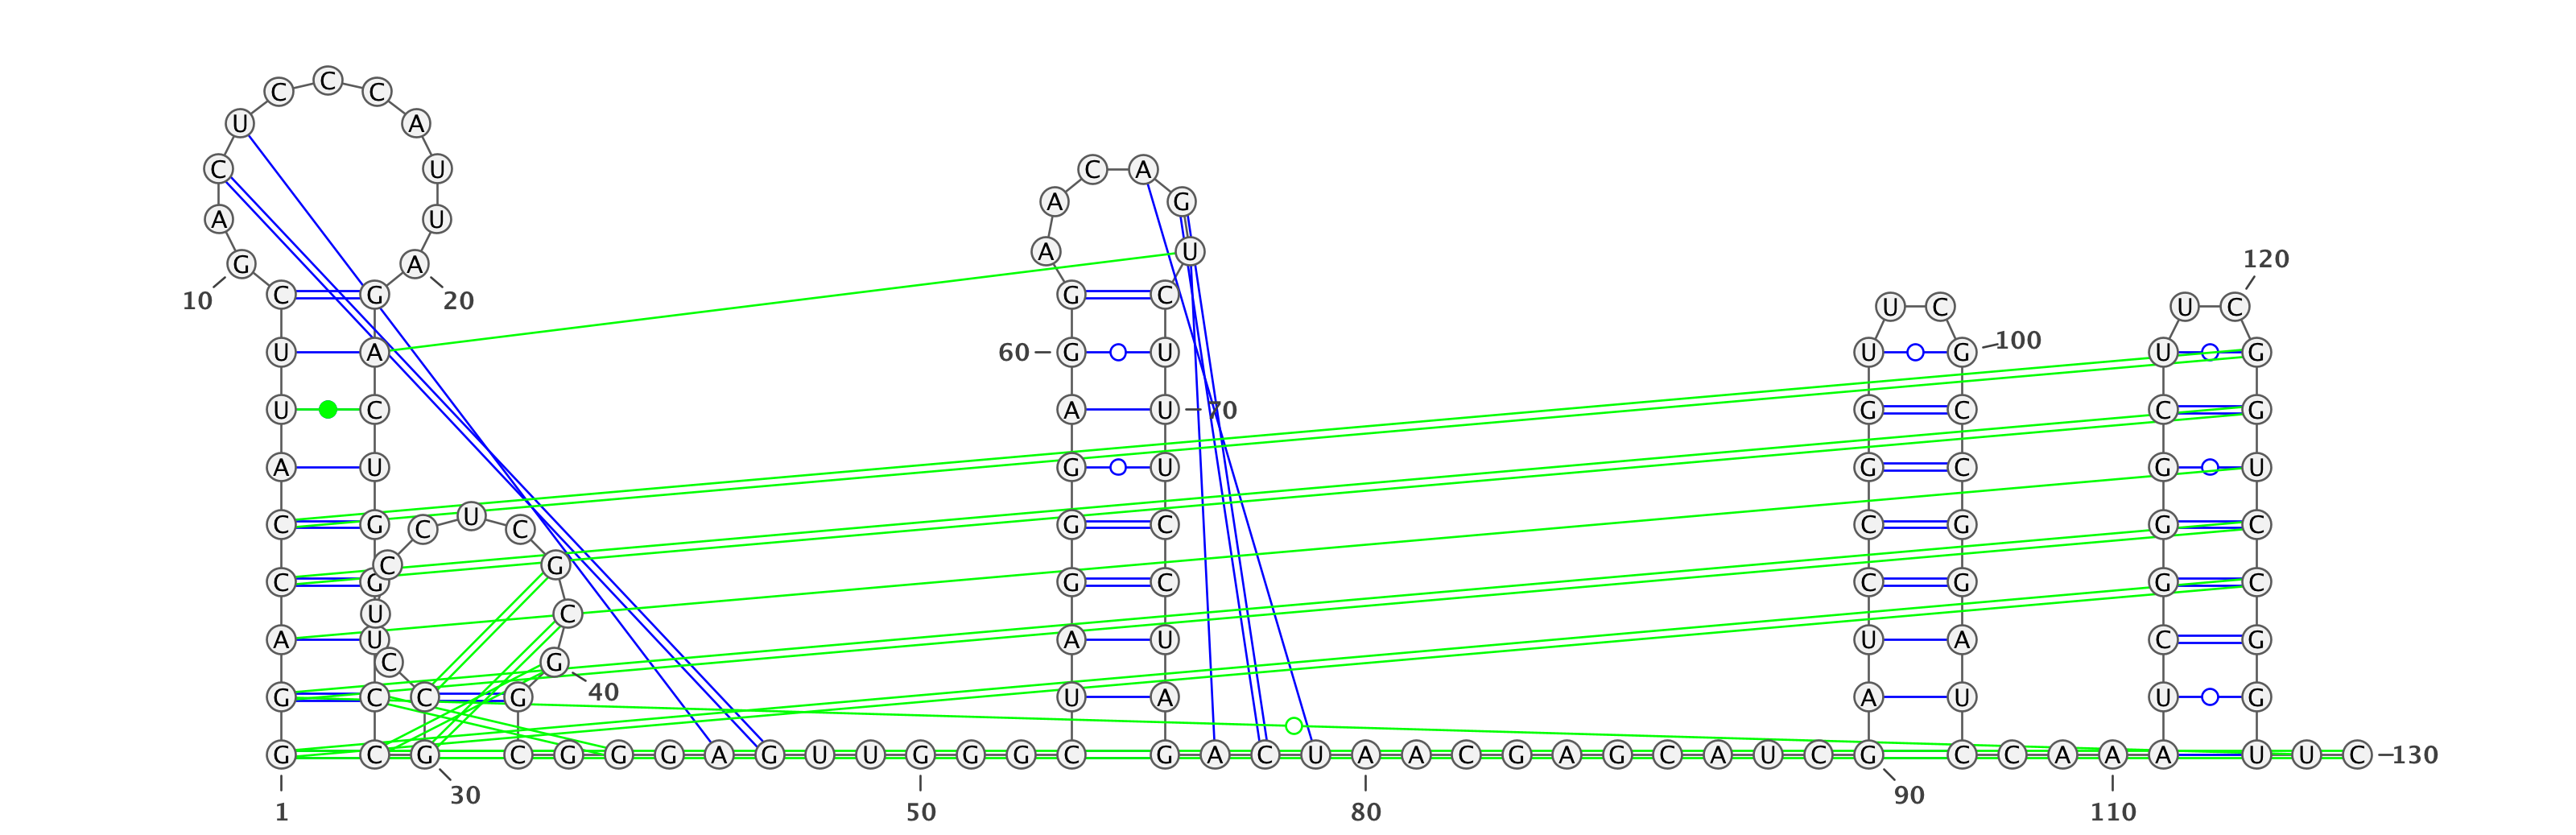 C
C C
U A
C U C A
A G
A U
A U
120
G A
10 C G 20 G C U C U C
U A 60 G U U G 100 U G
U C A U 70 G C C G
A U G U G C G U
C G C U C G C C G G C
C G
C G G C C G G C
U C
A U A U U A C G
C G
G C C G 40 U A A U U G
G C G C G G G A G U U G G G C G A C U A A C G A G C A U C G C C A A A U U C 130
30 90
1 50 80 110